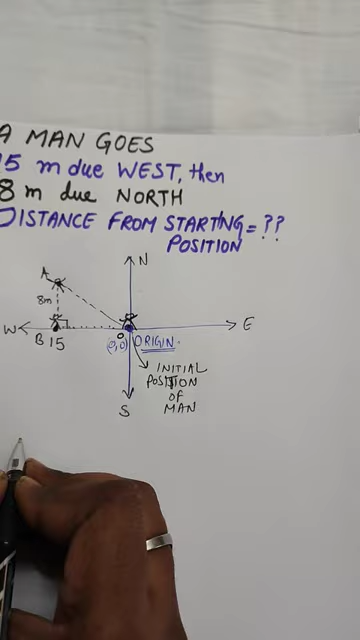 A MAN GOES
15 m due WEST, then
8 m due NORTH
DISTANCE FROM STARTING = ??
POSITION
N
A
8m
W
E
B 15
O
(0,0) ORIGIN.
INITIAL
POSITION
OF
MAN
S